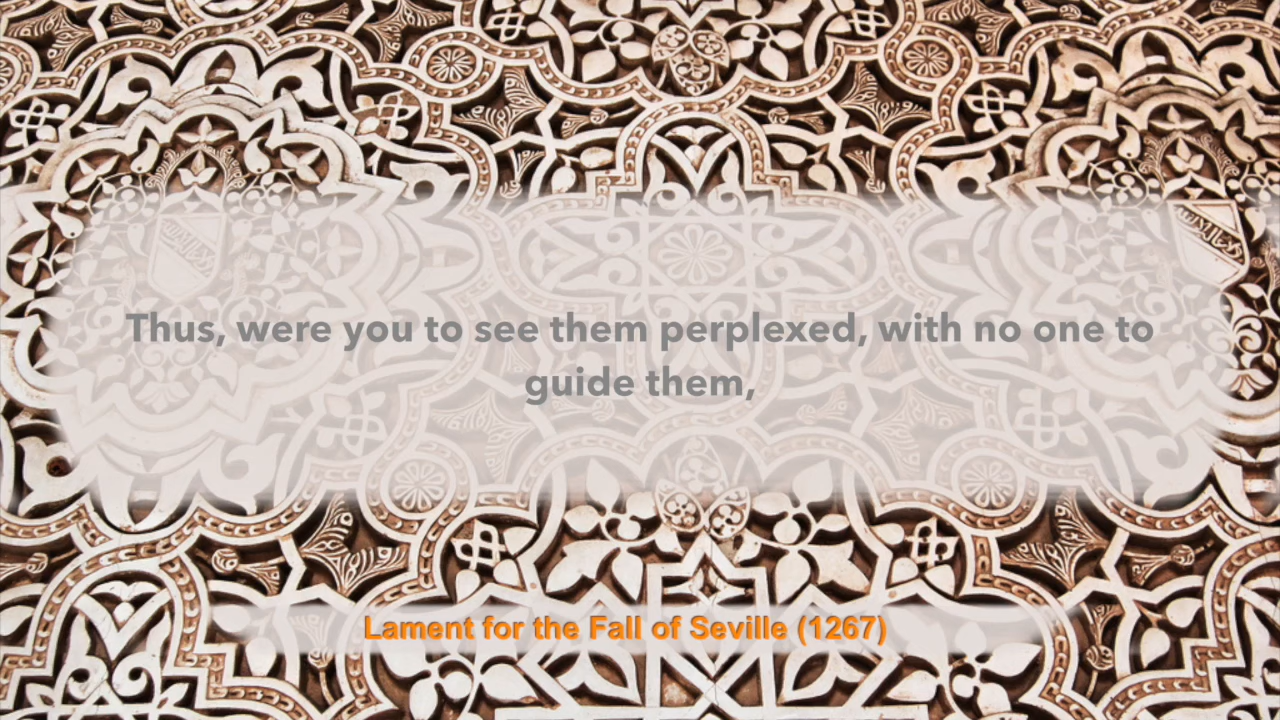 Thus, were you to see them perplexed, with no one to
guide them,
Lament for the Fall of Seville (1267)